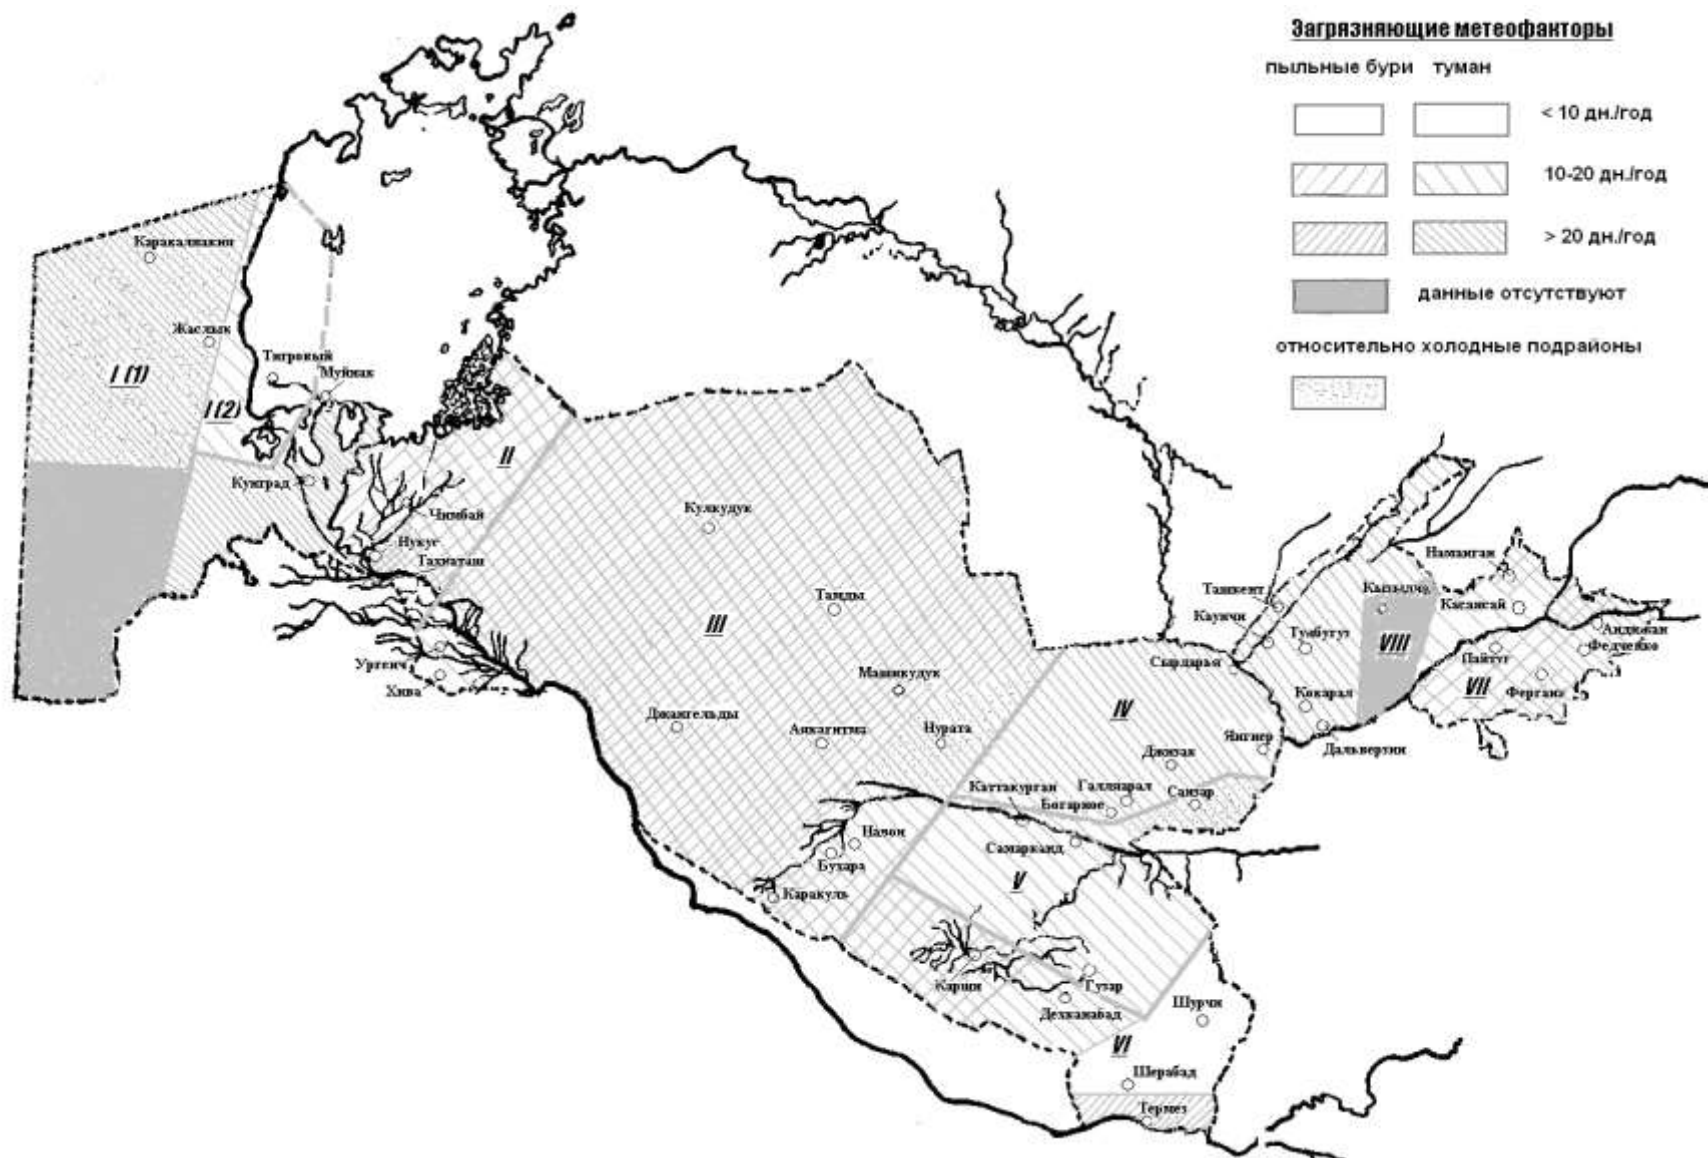 Загрязняющие метеофакторы
пыльные бури туман
< 10 дн./год
10-20 дн./год
> 20 дн./год
данные отсутствуют
относительно холодные подрайоны
Каракалпакия
Жаслык
I (1)
Тигровый
Муйнак
I (2)
II
Кунград
Чимбай
Нукус
Тахиаташ
Ургенч
Хива
Кулкудук
Тамды
III
Машикудук
Джангельды
Аякагитма
Нурата
Навои
Бухара
Каракуль
Ташкент
Каунчи
Туябугуз
Кызылча
Наманган
Касансай
Андижан
Федченко
Пайтуг
Фергана
VIII
VII
Сырдарья
Кокарал
Дальверзин
IV
Янгиер
Джизак
Галляарал
Санзар
Каттакурган
Богарное
Самарканд
V
Карши
Гузар
Дехканабад
Шурчи
VI
Шерабад
Термез